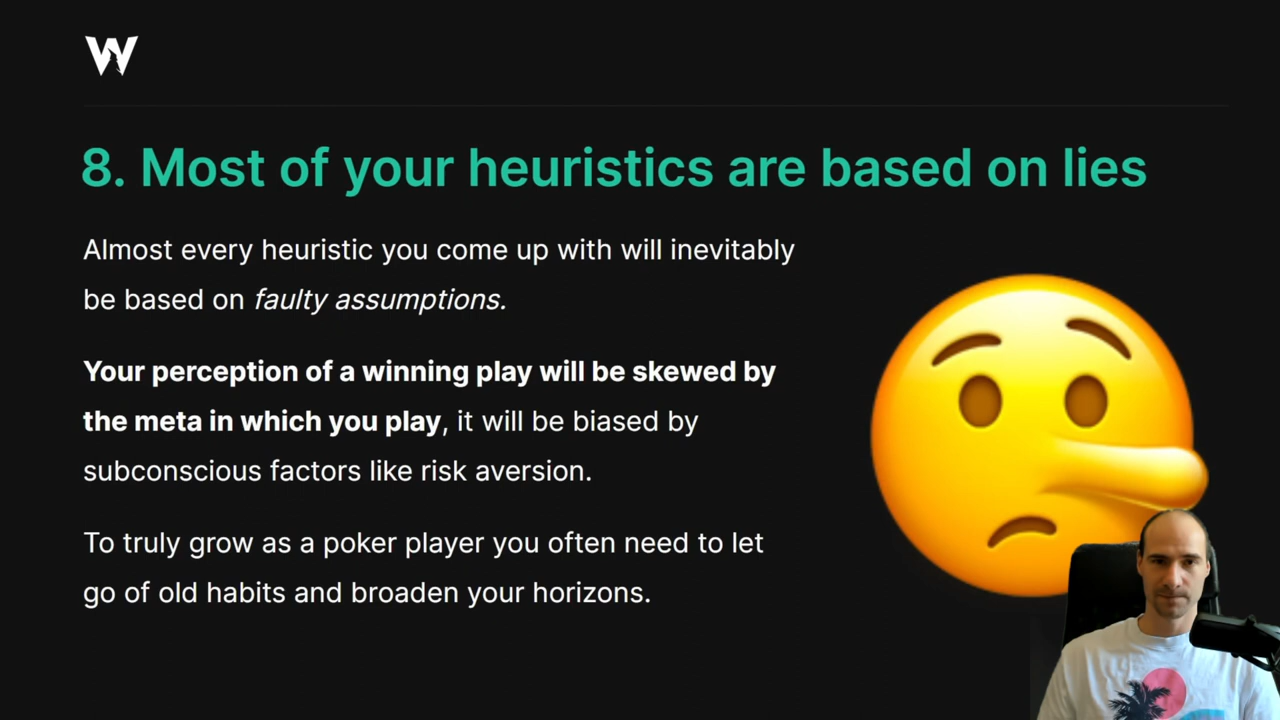 W
8. Most of your heuristics are based on lies
Almost every heuristic you come up with will inevitably
be based on faulty assumptions.
Your perception of a winning play will be skewed by
the meta in which you play, it will be biased by
subconscious factors like risk aversion.
To truly grow as a poker player you often need to let
go of old habits and broaden your horizons.